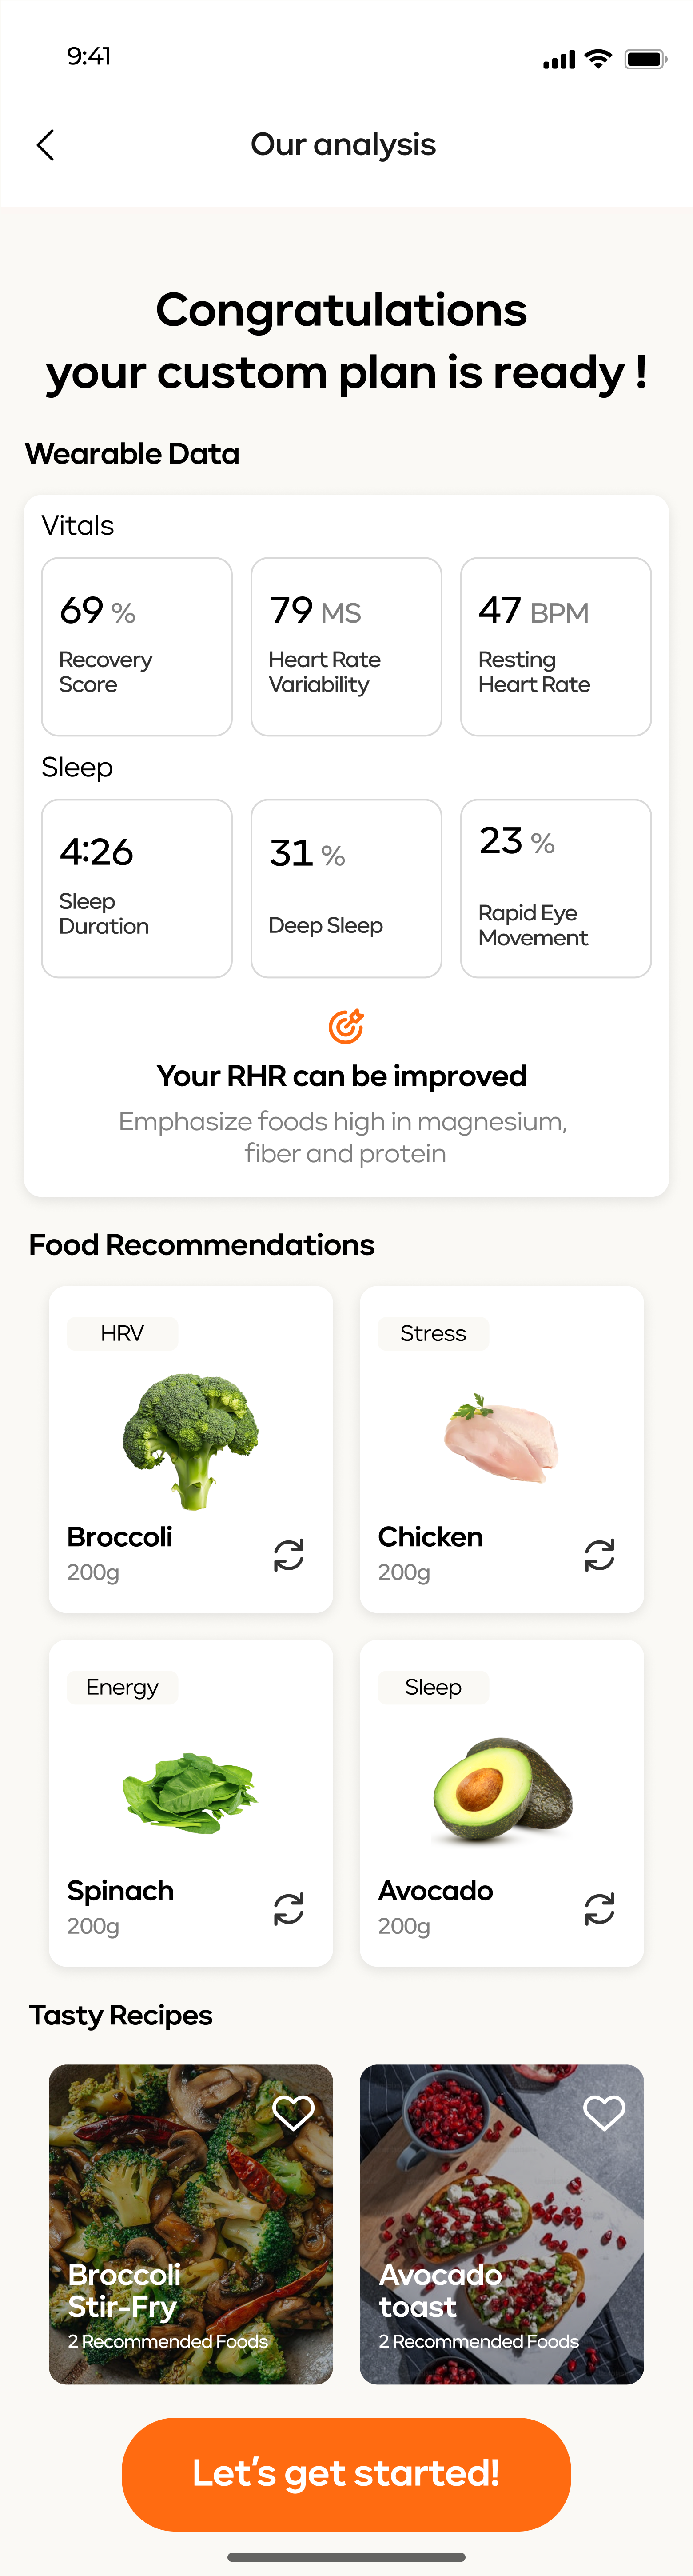 9:41
Our analysis
Congratulations
your custom plan is ready !
Wearable Data
Vitals
69 %
Recovery
Score
79 MS
Heart Rate
Variability
47 BPM
Resting
Heart Rate
Sleep
4:26
Sleep
Duration
31 %
Deep Sleep
23 %
Rapid Eye
Movement
Your RHR can be improved
Emphasize foods high in magnesium,
fiber and protein
Food Recommendations
HRV
Broccoli
200g
Stress
Chicken
200g
Energy
Spinach
200g
Sleep
Avocado
200g
Tasty Recipes
Broccoli
Stir-Fry
2 Recommended Foods
Avocado
toast
2 Recommended Foods
Let's get started!